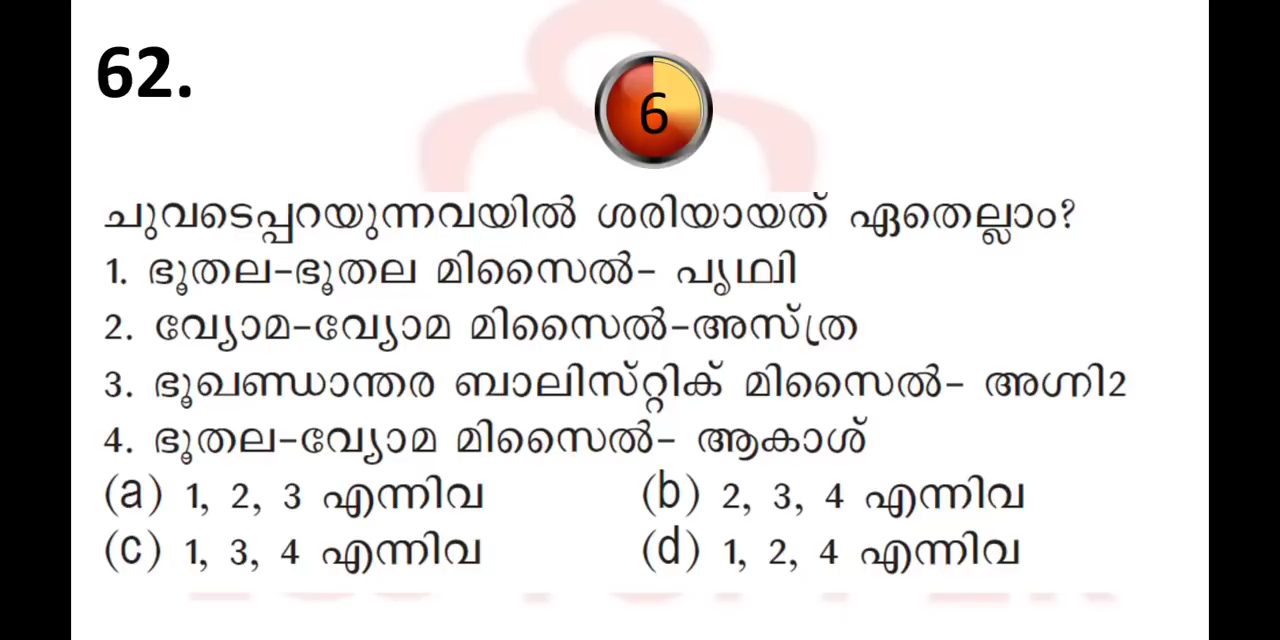 62.
6
ചുവടെപ്പറയുന്നവയിൽ ശരിയായത് ഏതെല്ലാം?
1. ഭൂതല-ഭൂതല മിസൈൽ- പൃഥ്വി
2. വ്യോമ-വ്യോമ മിസൈൽ-അസ്ത്ര
3. ഭൂഖണ്ഡാന്തര ബാലിസ്റ്റിക് മിസൈൽ- അഗ്നി2
4. ഭൂതല-വ്യോമ മിസൈൽ- ആകാശ്
(a) 1, 2, 3 എന്നിവ (b) 2, 3, 4 എന്നിവ
(c) 1, 3, 4 എന്നിവ (d) 1, 2, 4 എന്നിവ